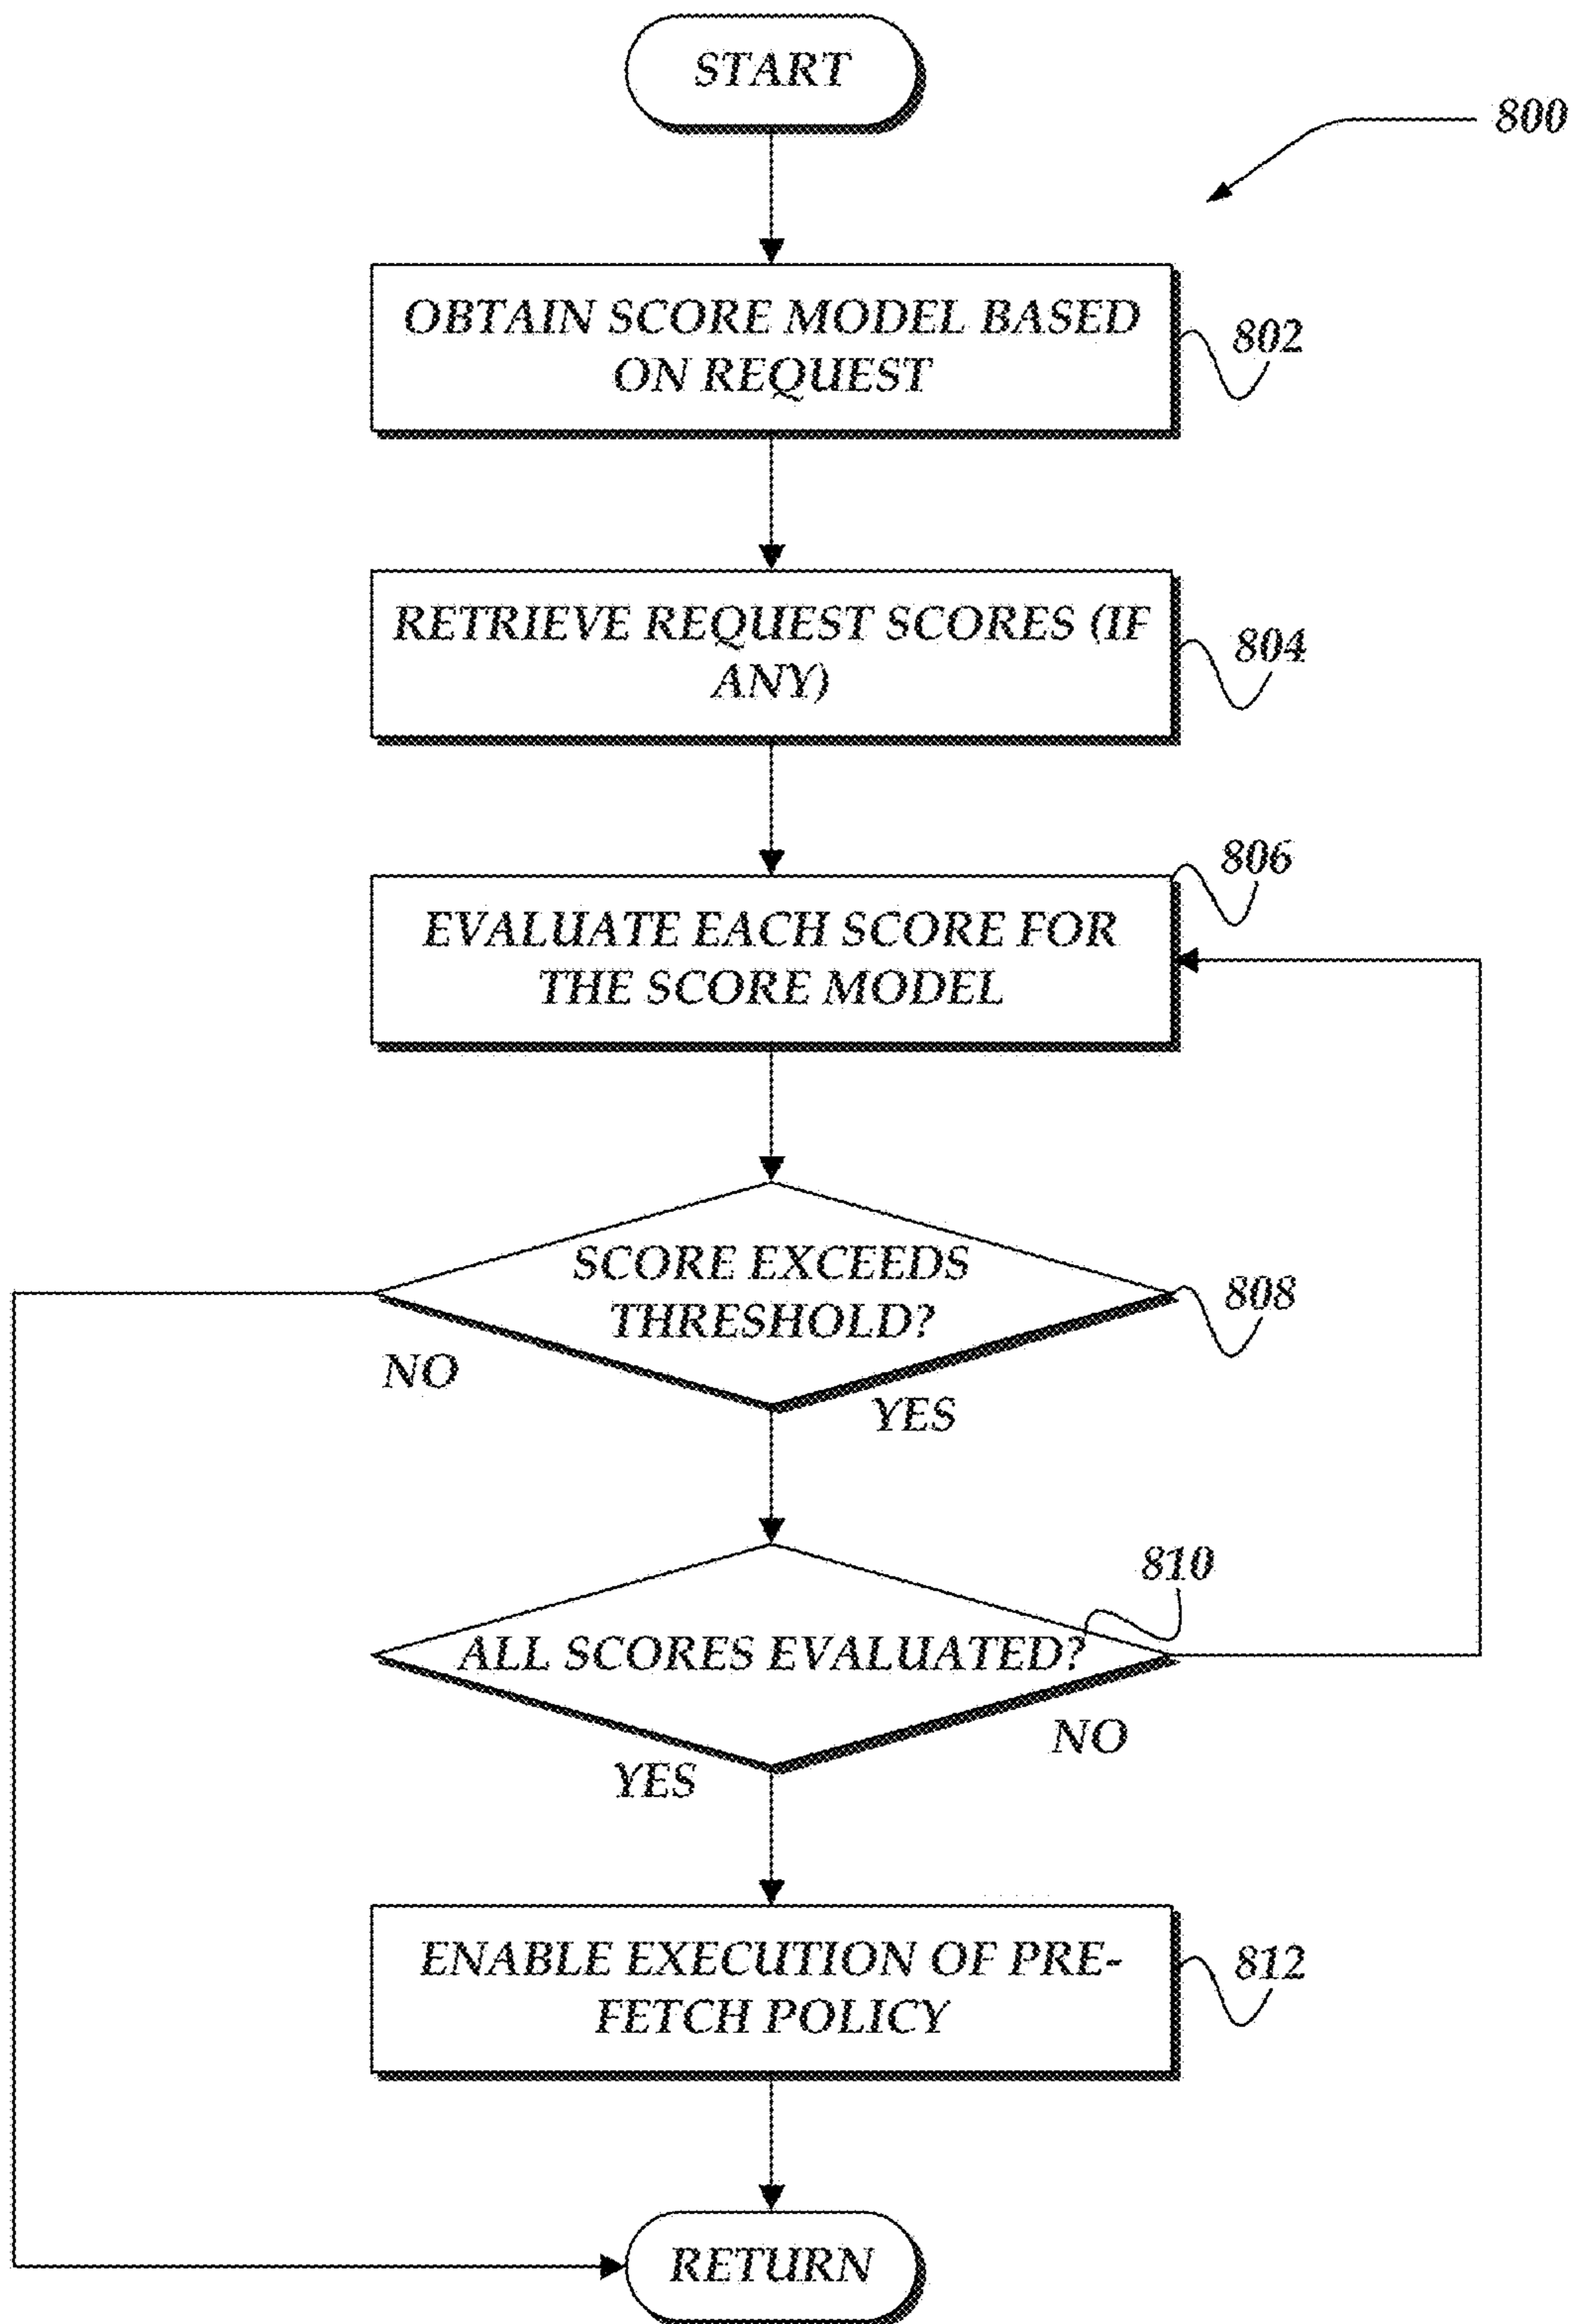 START
800
OBTAIN SCORE MODEL BASED
ON REQUEST
802
RETRIEVE REQUEST SCORES (IF
ANY)
804
806
EVALUATE EACH SCORE FOR
THE SCORE MODEL
SCORE EXCEEDS
THRESHOLD?
808
NO
YES
810
ALL SCORES EVALUATED?
NO
YES
ENABLE EXECUTION OF PRE-
FETCH POLICY
812
RETURN